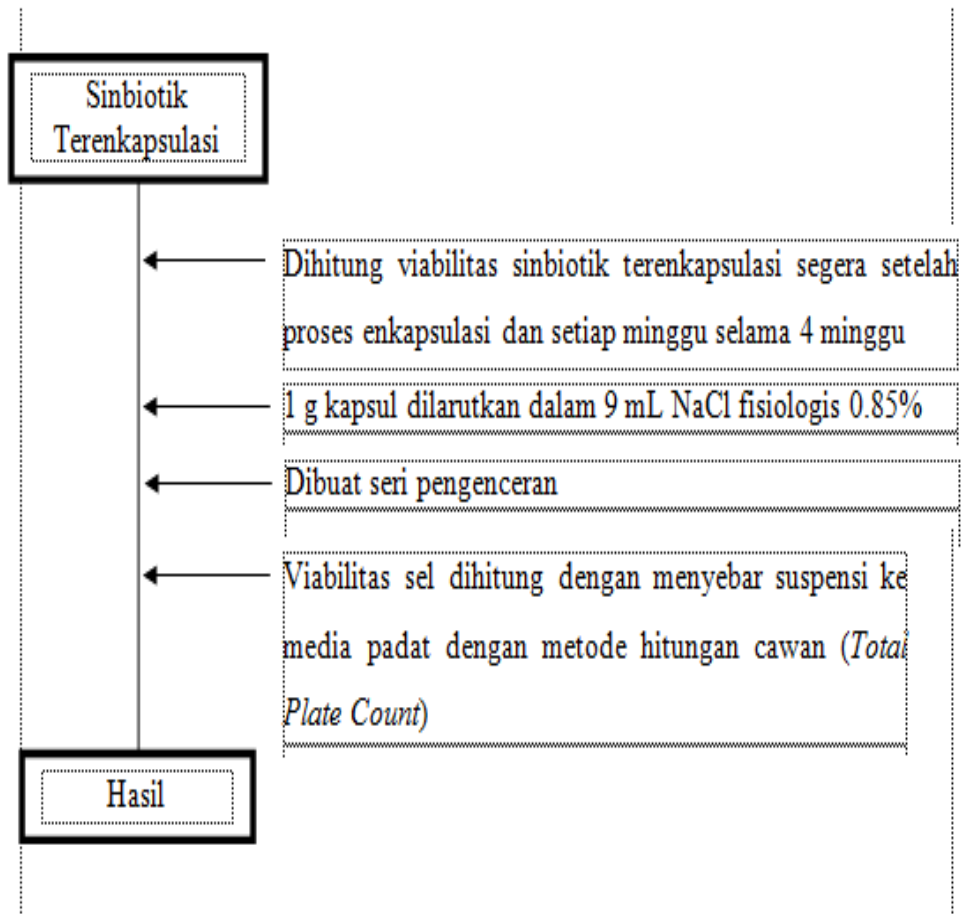 Sinbiotik
Terenkapsulasi
Dihitung viabilitas sinbiotik terenkapsulasi segera setelah
proses enkapsulasi dan setiap minggu selama 4 minggu
1 g kapsul dilarutkan dalam 9 mL NaCl fisiologis 0.85%
Dibuat seri pengenceran
Viabilitas sel dihitung dengan menyebar suspensi ke
media padat dengan metode hitungan cawan (Total
Plate Count)
Hasil